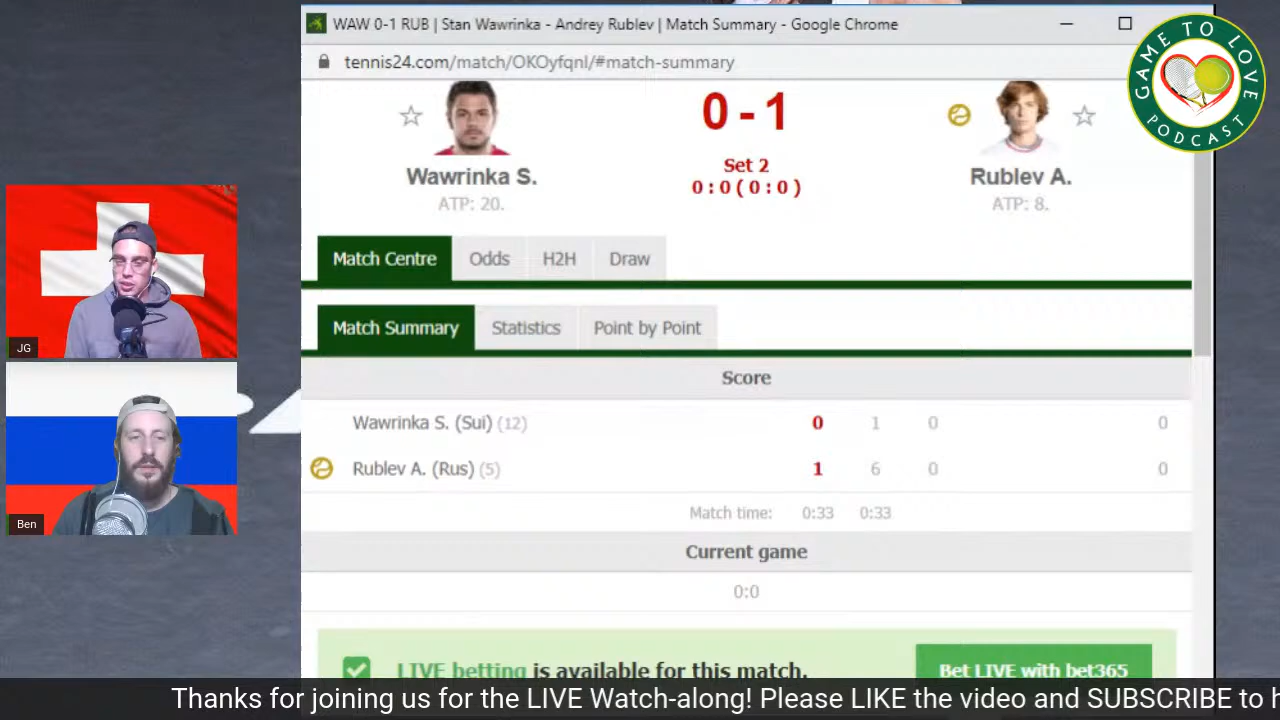 WAW 0-1 RUB | Stan Wawrinka - Andrey Rublev | Match Summary - Google Chrome
tennis24.com/match/OKOyfqnI/#match-summary
GAME TO LOVE
PODCAST
0 - 1
Set 2
0 : 0 ( 0 : 0 )
Wawrinka S.
ATP: 20.
Rublev A.
ATP: 8.
Match Centre Odds H2H Draw
Match Summary Statistics Point by Point
Score
Wawrinka S. (Sui) (12) 0 1 0 0
Rublev A. (Rus) (5) 1 6 0 0
Match time: 0:33 0:33
Current game
0:0
LIVE betting is available for this match.
Bet LIVE with bet365
JG
Ben
Thanks for joining us for the LIVE Watch-along! Please LIKE the video and SUBSCRIBE to h